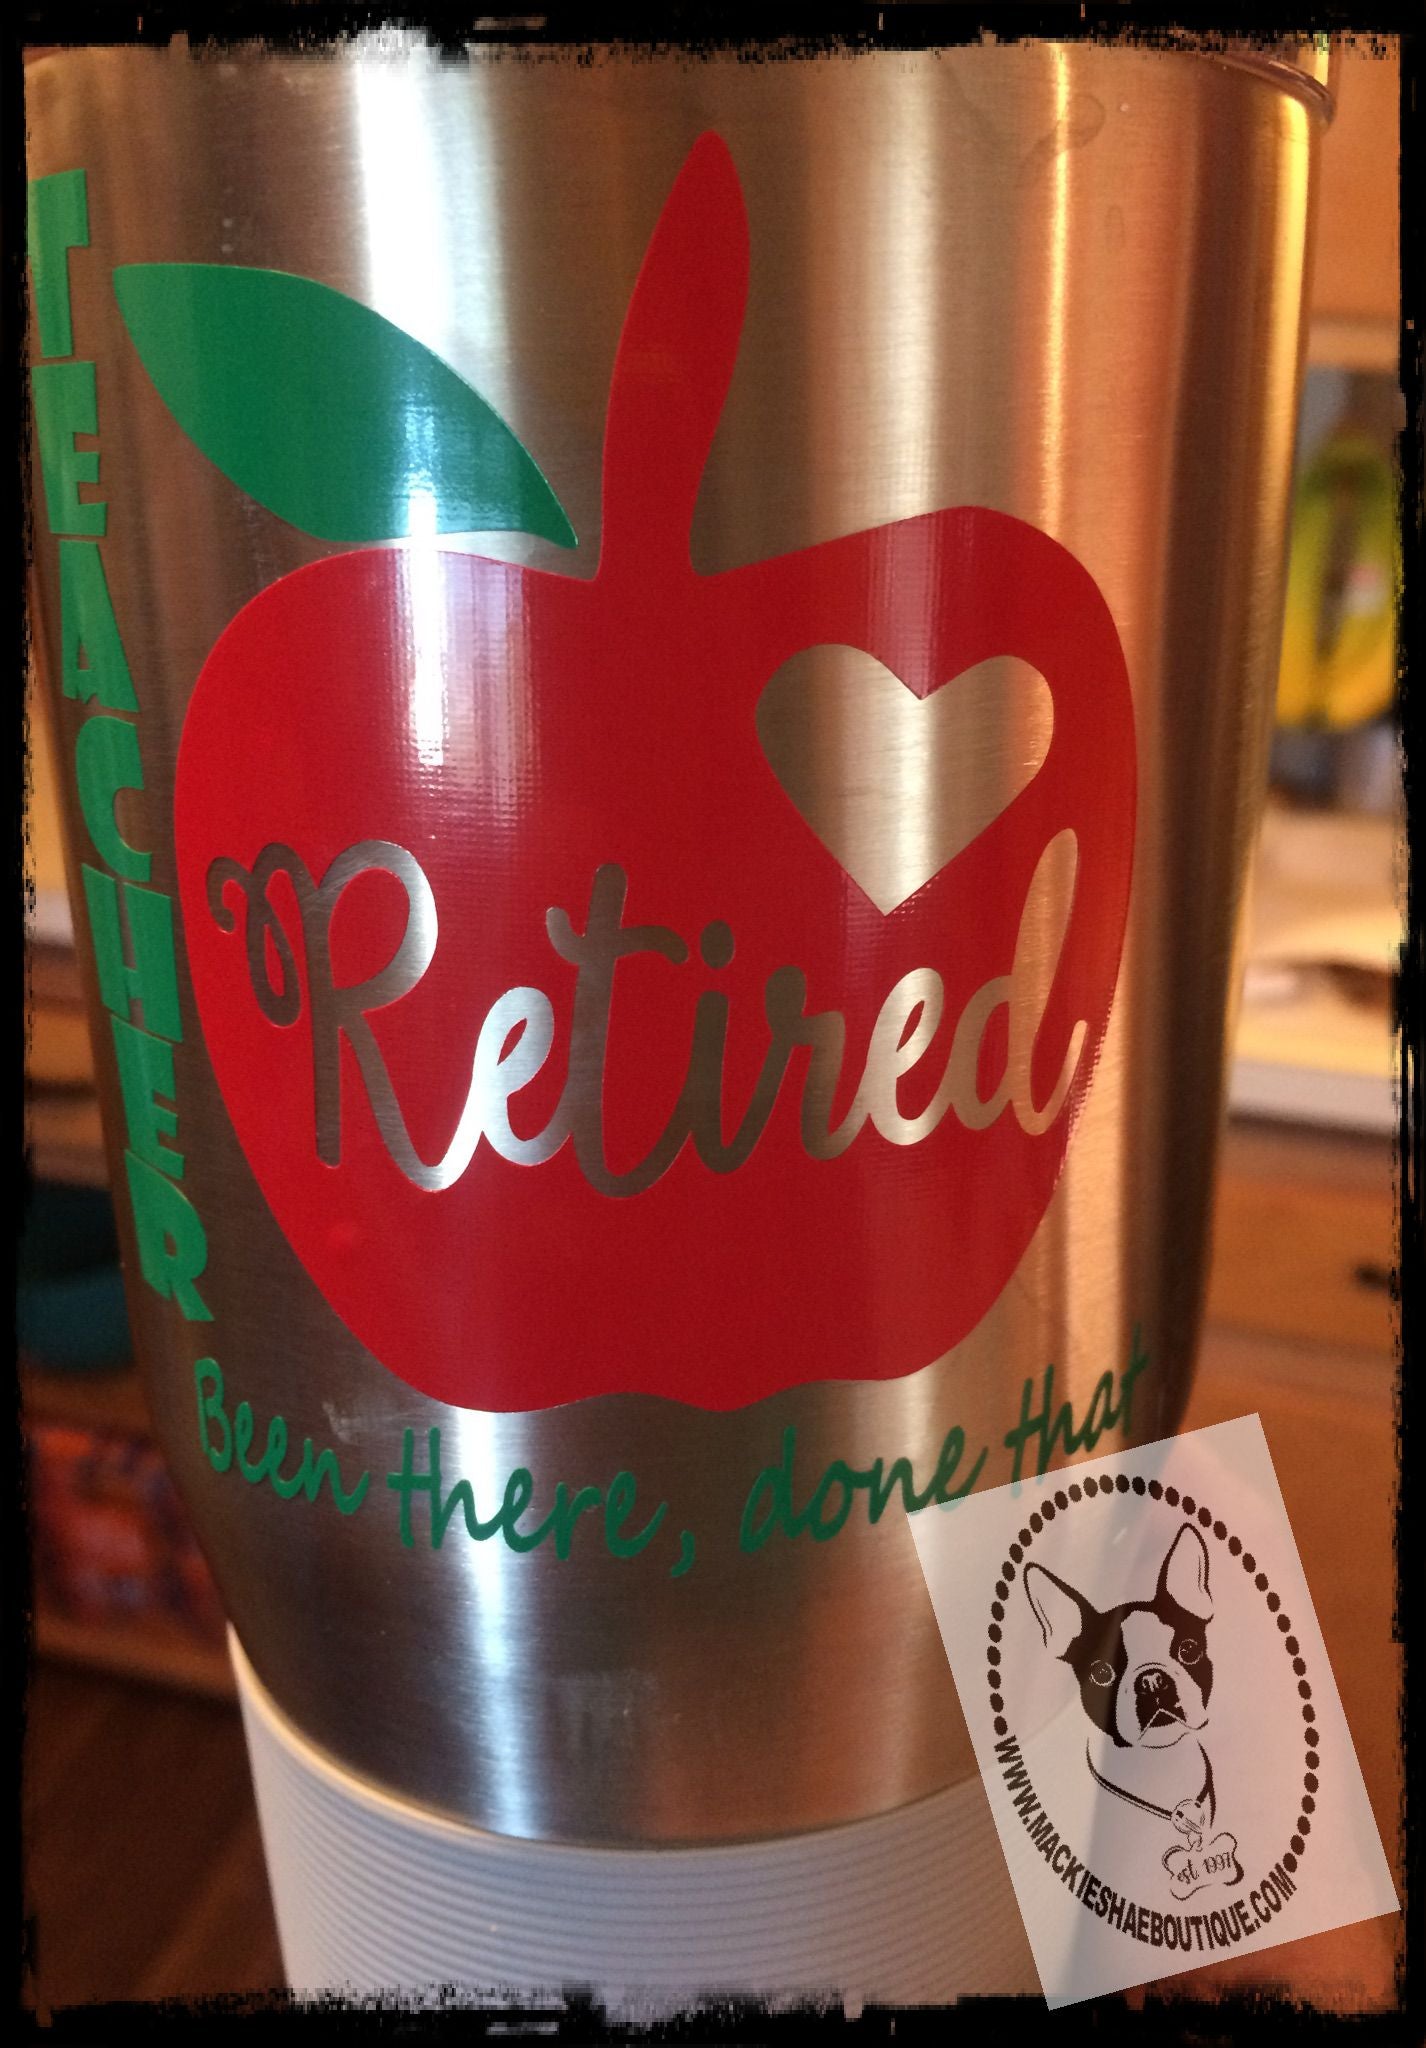 TEACHER
Retired
Been there, done that
est. 1997
WWW.MACKIESHAEBOUTIQUE.COM